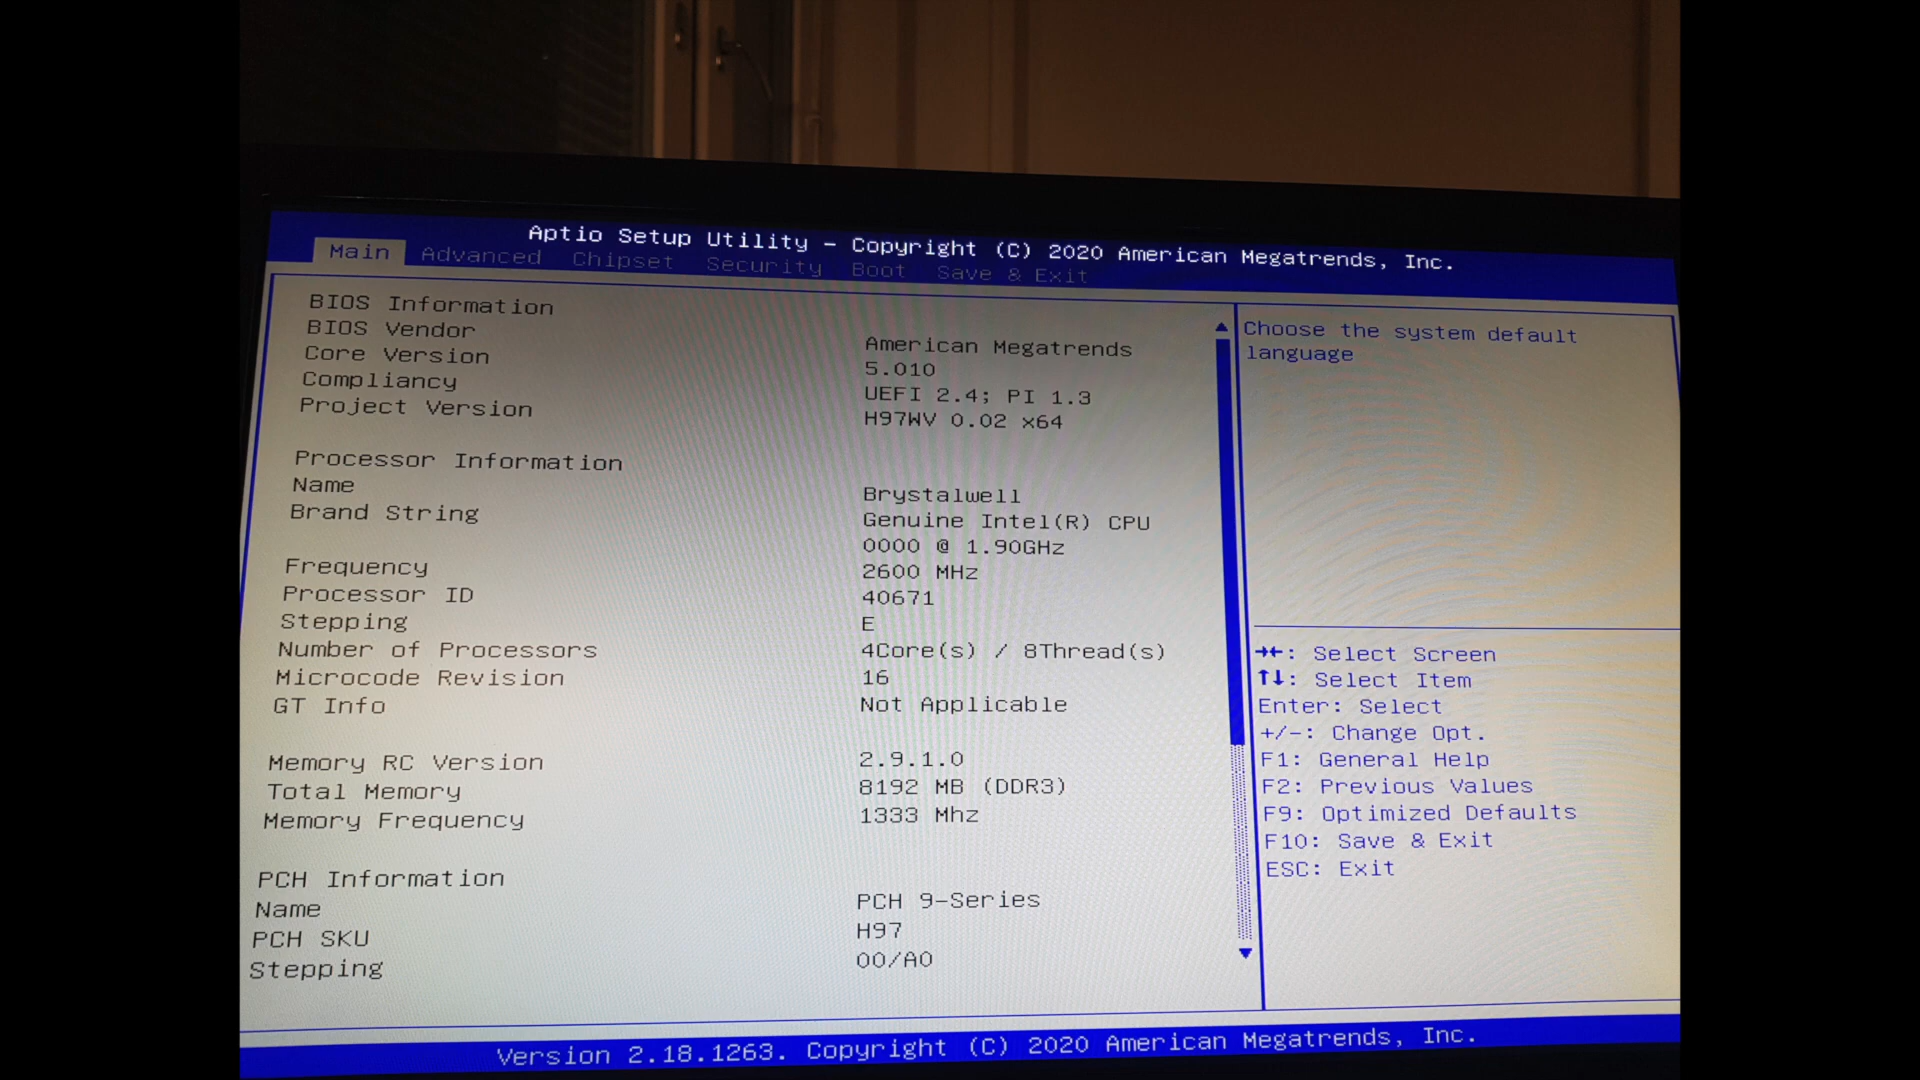 Aptio Setup Utility - Copyright (C) 2020 American Megatrends, Inc.
Main Advanced Chipset Security Boot Save & Exit
BIOS Information
BIOS Vendor American Megatrends
Core Version 5.010
Compliancy UEFI 2.4; PI 1.3
Project Version H97WV 0.02 x64
Processor Information
Name Brystalwell
Brand String Genuine Intel(R) CPU
0000 @ 1.90GHz
Frequency 2600 MHz
Processor ID 40671
Stepping E
Number of Processors 4Core(s) / 8Thread(s)
Microcode Revision 16
GT Info Not Applicable
Memory RC Version 2.9.1.0
Total Memory 8192 MB (DDR3)
Memory Frequency 1333 Mhz
PCH Information
Name PCH 9-Series
PCH SKU H97
Stepping 00/A0
Choose the system default
language
→←: Select Screen
↑↓: Select Item
Enter: Select
+/-: Change Opt.
F1: General Help
F2: Previous Values
F9: Optimized Defaults
F10: Save & Exit
ESC: Exit
Version 2.18.1263. Copyright (C) 2020 American Megatrends, Inc.